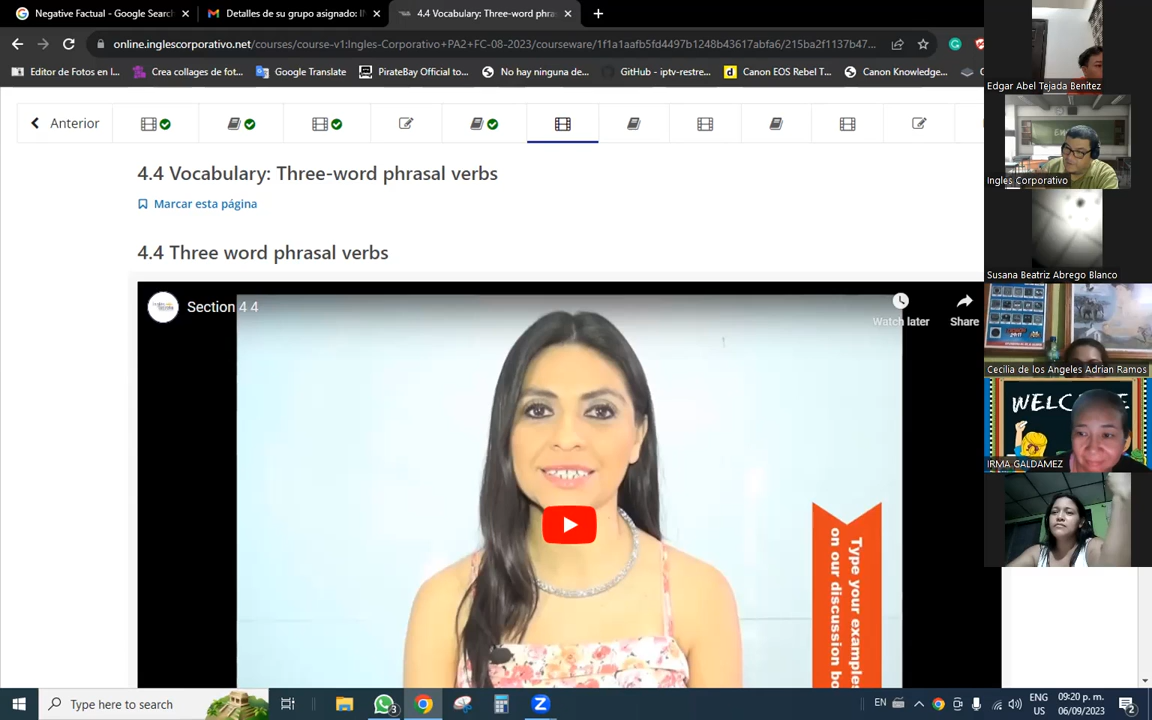 Negative Factual - Google Search
Detalles de su grupo asignado: I
4.4 Vocabulary: Three-word phra
online.inglescorporativo.net/courses/course-v1:Ingles-Corporativo+PA2+FC-08-2023/courseware/1f1a1aafb5fd4497b1248b43617abfa6/215ba2f1137b47...
Editor de Fotos en l...
Crea collages de fot...
Google Translate
PirateBay Official to...
No hay ninguna de...
GitHub - iptv-restre...
Canon EOS Rebel T...
Canon Knowledge...
Anterior
4.4 Vocabulary: Three-word phrasal verbs
Marcar esta página
4.4 Three word phrasal verbs
Section 4 4
Watch later
Share
Type your examples
on our discussion bo
Edgar Abel Tejada Benítez
Ingles Corporativo
Susana Beatriz Abrego Blanco
Cecilia de los Angeles Adrian Ramos
WELCOME
IRMA GALDAMEZ
Type here to search
3
EN
ENG
US
09:20 p. m.
06/09/2023
2